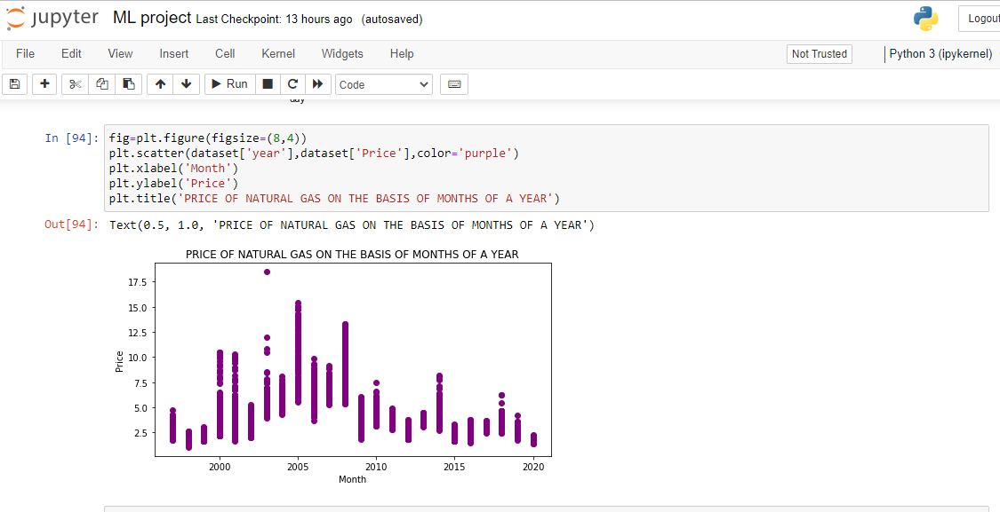 jupyter ML project Last Checkpoint: 13 hours ago (autosaved)
Logout
File Edit View Insert Cell Kernel Widgets Help Not Trusted Python 3 (ipykernel)
Run Code
day
In [94]: fig=plt.figure(figsize=(8,4))
plt.scatter(dataset['year'],dataset['Price'],color='purple')
plt.xlabel('Month')
plt.ylabel('Price')
plt.title('PRICE OF NATURAL GAS ON THE BASIS OF MONTHS OF A YEAR')
Out[94]: Text(0.5, 1.0, 'PRICE OF NATURAL GAS ON THE BASIS OF MONTHS OF A YEAR')
PRICE OF NATURAL GAS ON THE BASIS OF MONTHS OF A YEAR
17.5
15.0
12.5
10.0
7.5
5.0
2.5
Price
2000 2005 2010 2015 2020
Month